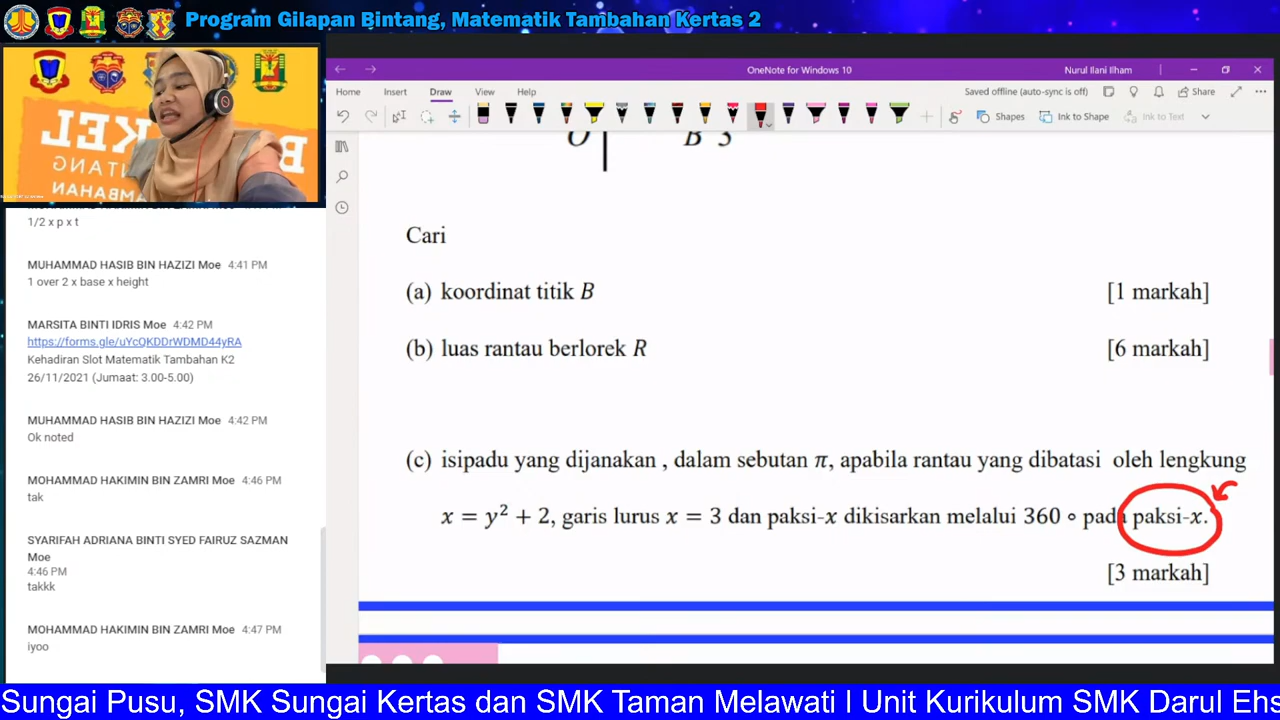 Program Gilapan Bintang, Matematik Tambahan Kertas 2
OneNote for Windows 10
Nurul Ilani Ilham
Home Insert Draw View Help
Saved offline (auto-sync is off)
Share
Shapes
Ink to Shape
Ink to Text
1/2 x p x t
MUHAMMAD HASIB BIN HAZIZI Moe 4:41 PM
1 over 2 x base x height
MARSITA BINTI IDRIS Moe 4:42 PM
https://forms.gle/uYcQKDDrWDMD44yRA
Kehadiran Slot Matematik Tambahan K2
26/11/2021 (Jumaat: 3.00-5.00)
MUHAMMAD HASIB BIN HAZIZI Moe 4:42 PM
Ok noted
MOHAMMAD HAKIMIN BIN ZAMRI Moe 4:46 PM
tak
SYARIFAH ADRIANA BINTI SYED FAIRUZ SAZMAN
Moe
4:46 PM
takkk
MOHAMMAD HAKIMIN BIN ZAMRI Moe 4:47 PM
iyoo
O B 3
Cari
(a) koordinat titik B [1 markah]
(b) luas rantau berlorek R [6 markah]
(c) isipadu yang dijanakan , dalam sebutan π, apabila rantau yang dibatasi oleh lengkung
x = y² + 2, garis lurus x = 3 dan paksi-x dikisarkan melalui 360 ∘ pada paksi-x.
[3 markah]
Sungai Pusu, SMK Sungai Kertas dan SMK Taman Melawati l Unit Kurikulum SMK Darul Ehs